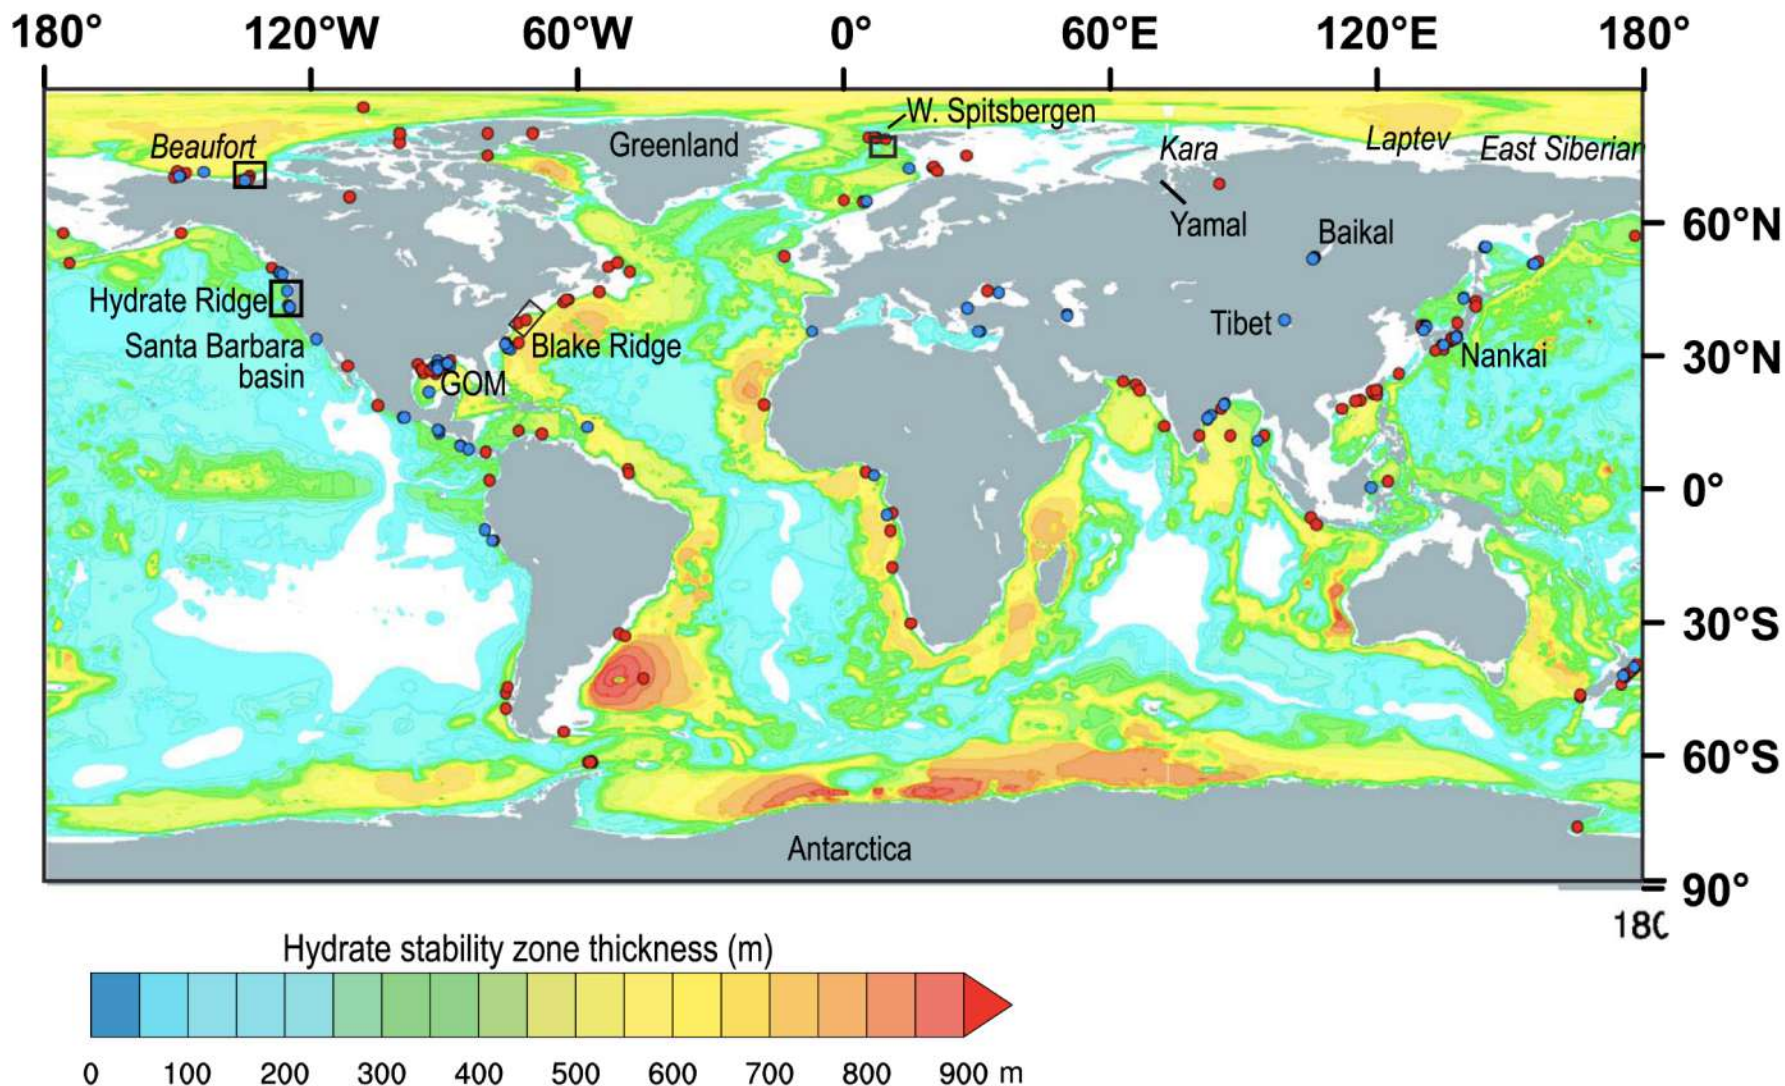 180° 120°W 60°W 0° 60°E 120°E 180°
W. Spitsbergen
Beaufort
Greenland
Kara
Laptev
East Siberian
Yamal
60°N
Baikal
Hydrate Ridge
Tibet
Santa Barbara
basin
Blake Ridge
Nankai
30°N
GOM
0°
30°S
60°S
Antarctica
90°
180
Hydrate stability zone thickness (m)
0 100 200 300 400 500 600 700 800 900 m